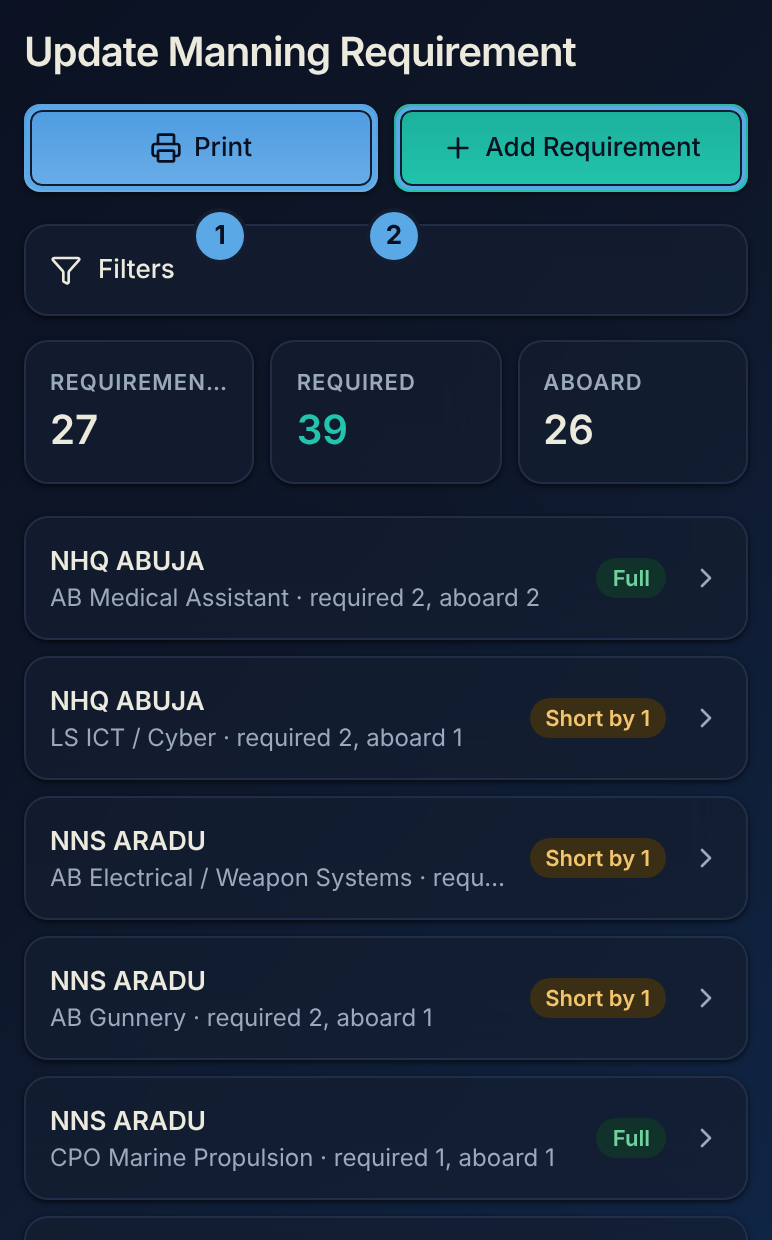 Update Manning Requirement
Print
Add Requirement
1
2
Filters
REQUIREMEN...
REQUIRED
ABOARD
27
39
26
NHQ ABUJA
AB Medical Assistant · required 2, aboard 2
Full
NHQ ABUJA
LS ICT / Cyber · required 2, aboard 1
Short by 1
NNS ARADU
AB Electrical / Weapon Systems · requ...
Short by 1
NNS ARADU
AB Gunnery · required 2, aboard 1
Short by 1
NNS ARADU
CPO Marine Propulsion · required 1, aboard 1
Full